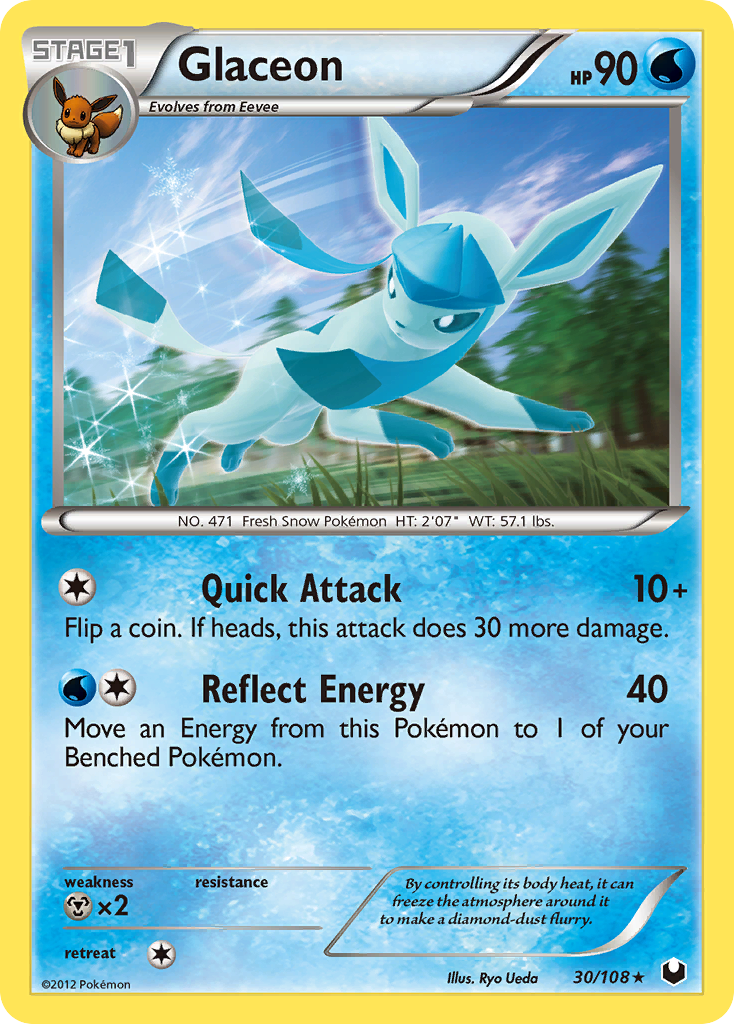 STAGE1
Glaceon
HP 90
Evolves from Eevee
NO. 471 Fresh Snow Pokémon HT: 2'07" WT: 57.1 lbs.
Quick Attack 10+
Flip a coin. If heads, this attack does 30 more damage.
Reflect Energy 40
Move an Energy from this Pokémon to 1 of your
Benched Pokémon.
weakness resistance
×2
By controlling its body heat, it can
freeze the atmosphere around it
to make a diamond-dust flurry.
retreat
©2012 Pokémon
Illus. Ryo Ueda 30/108★